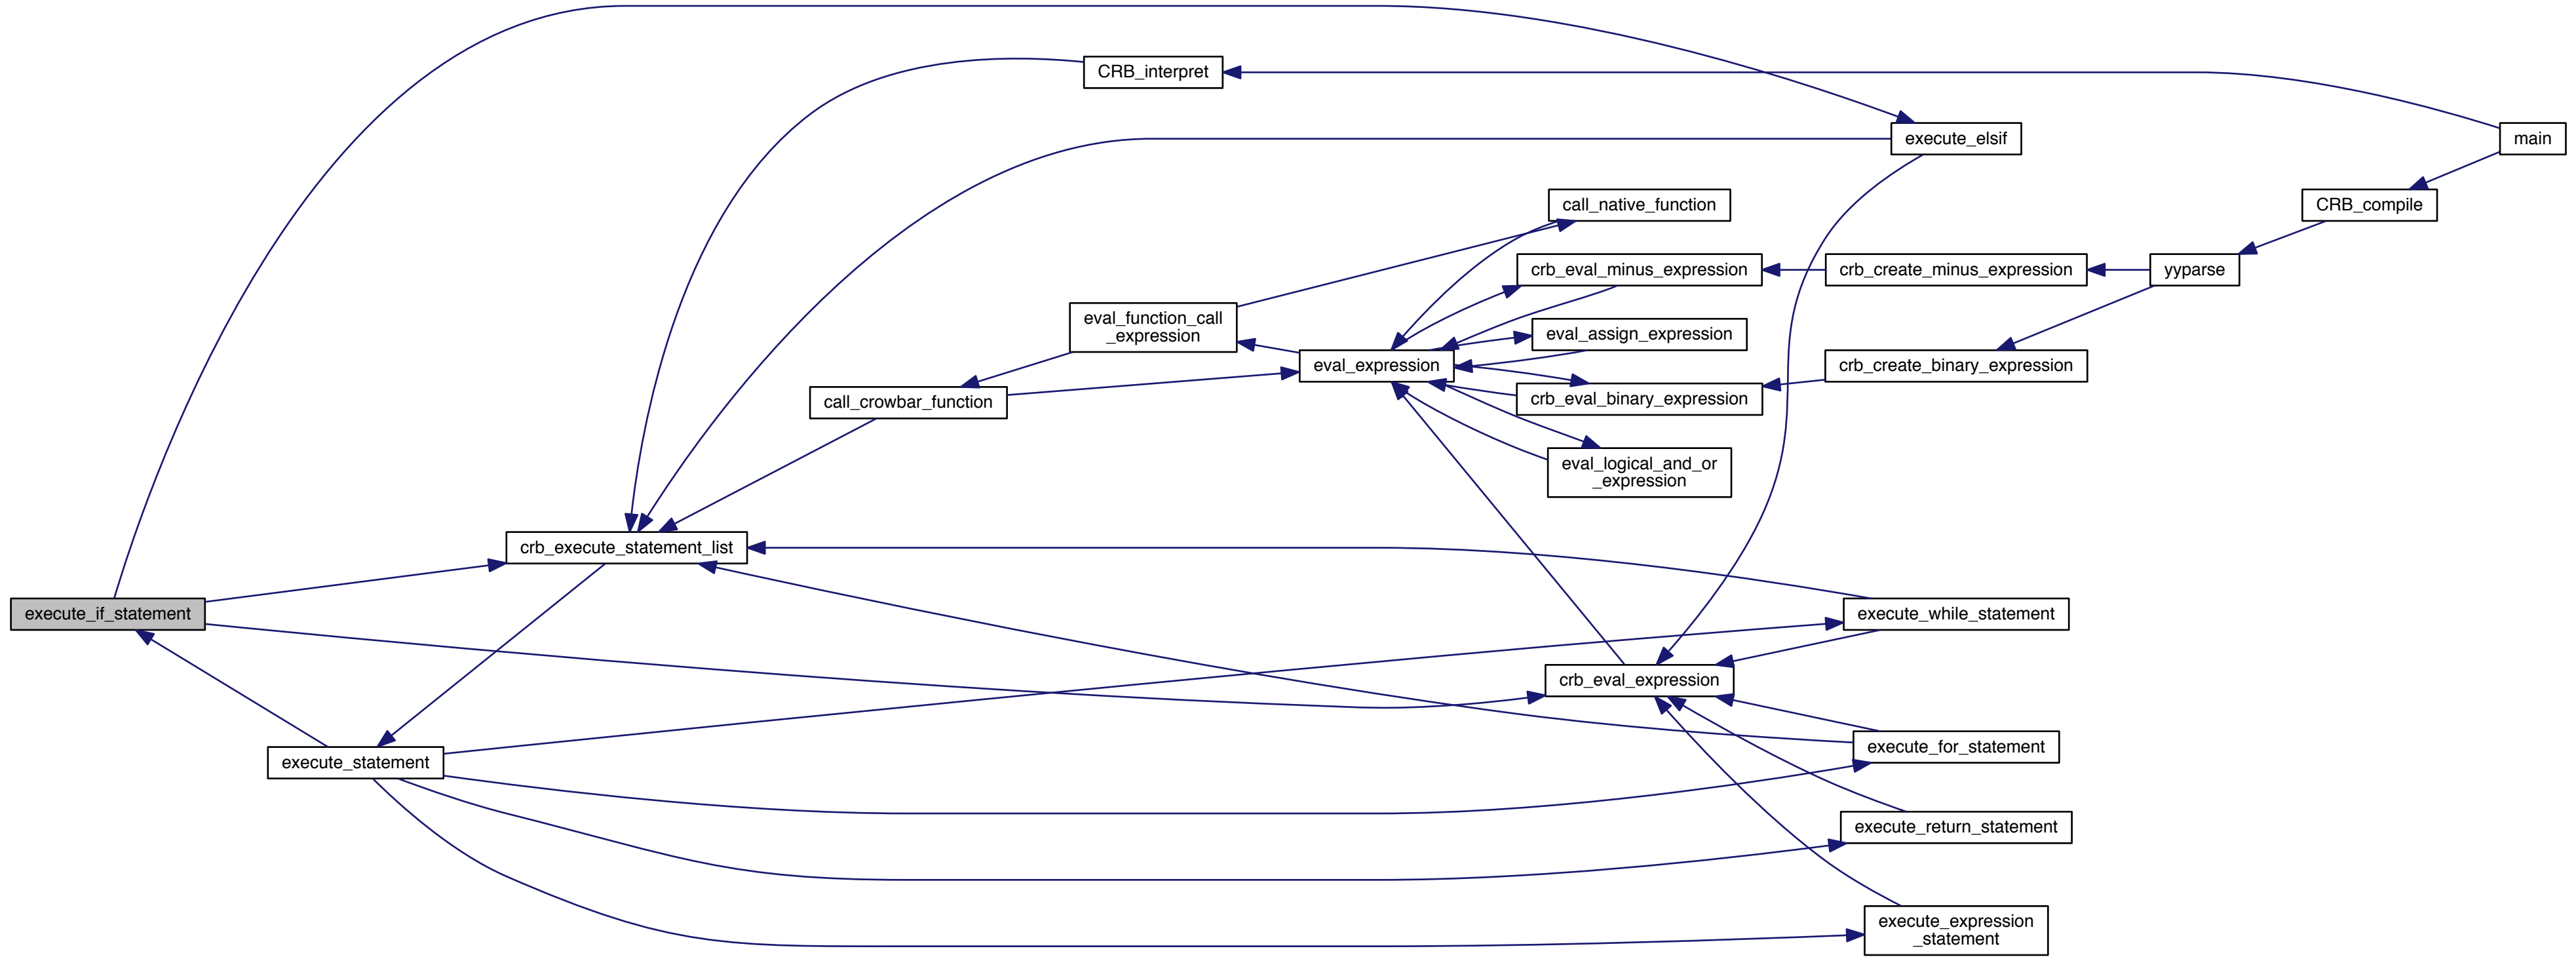 CRB_interpret
execute_elsif
main
call_native_function
CRB_compile
crb_eval_minus_expression
crb_create_minus_expression
yyparse
eval_function_call
_expression
eval_assign_expression
eval_expression
crb_create_binary_expression
call_crowbar_function
crb_eval_binary_expression
eval_logical_and_or
_expression
crb_execute_statement_list
execute_if_statement
execute_while_statement
crb_eval_expression
execute_for_statement
execute_statement
execute_return_statement
execute_expression
_statement